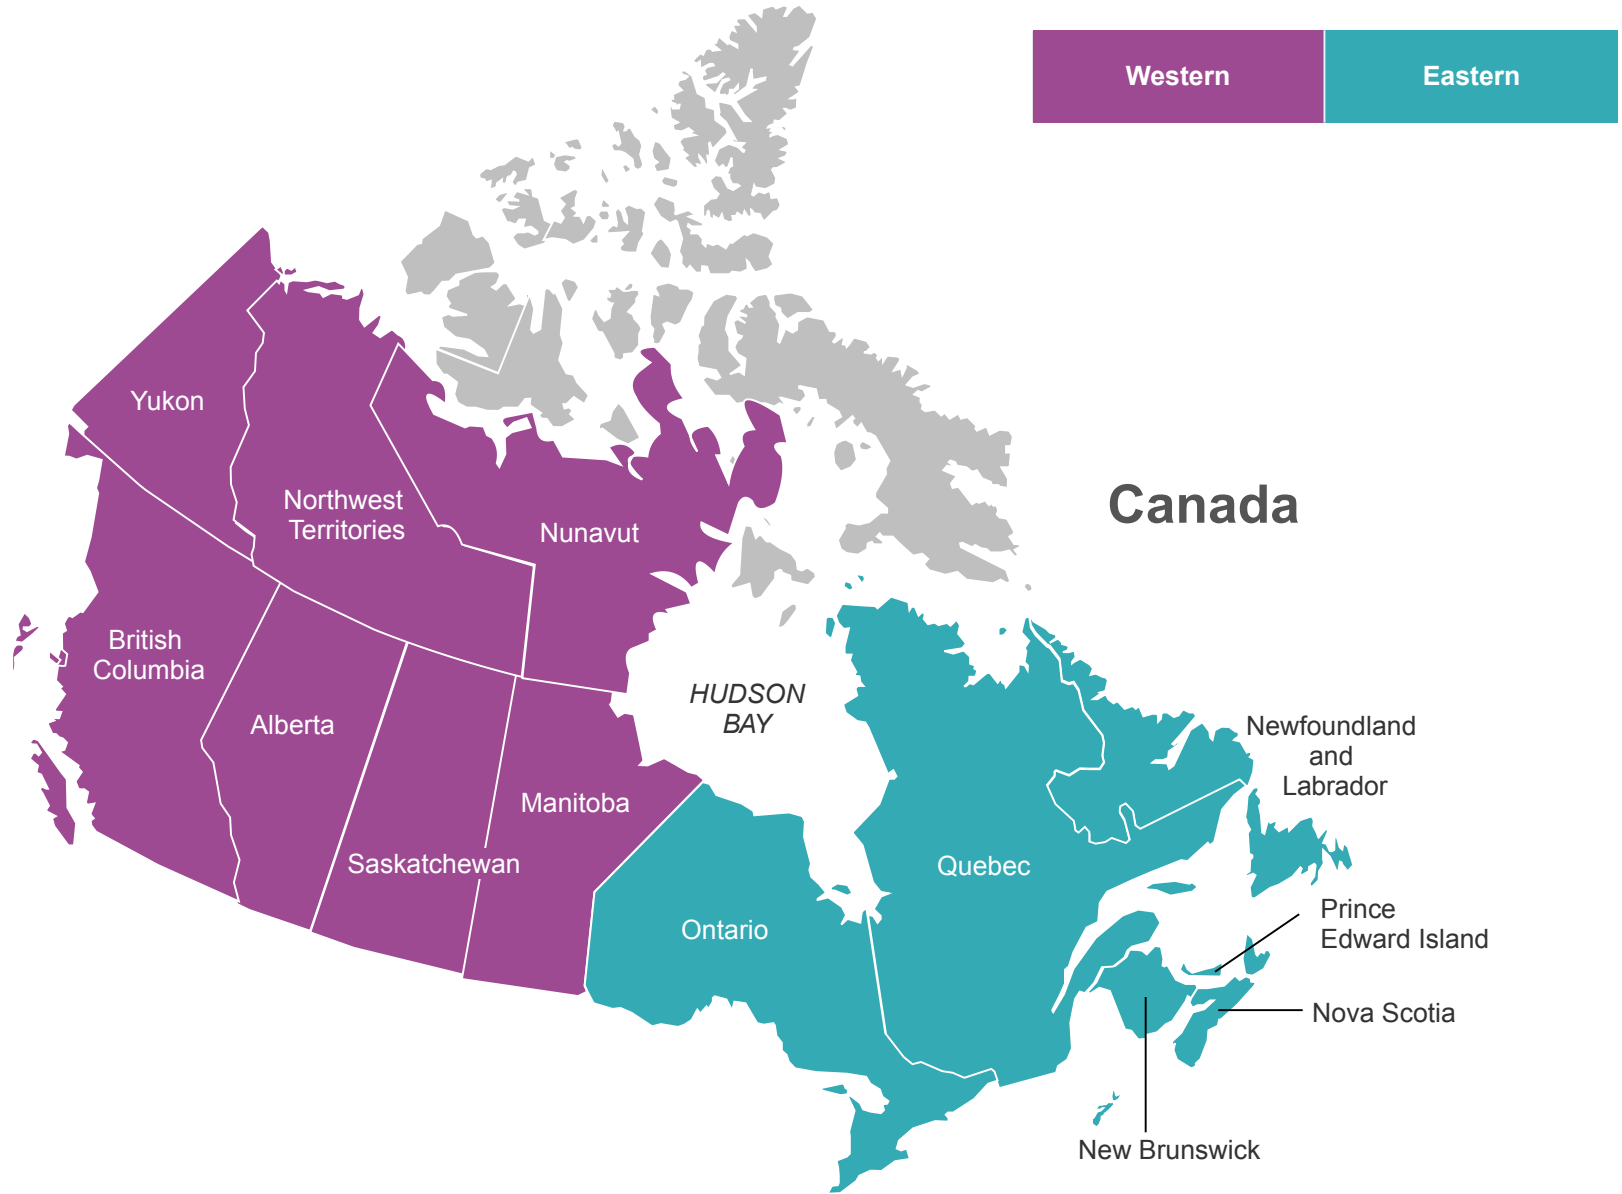 Western
Eastern
Yukon
Northwest
Territories
Nunavut
Canada
British
Columbia
Alberta
HUDSON
BAY
Newfoundland
and
Labrador
Manitoba
Saskatchewan
Quebec
Ontario
Prince
Edward Island
Nova Scotia
New Brunswick